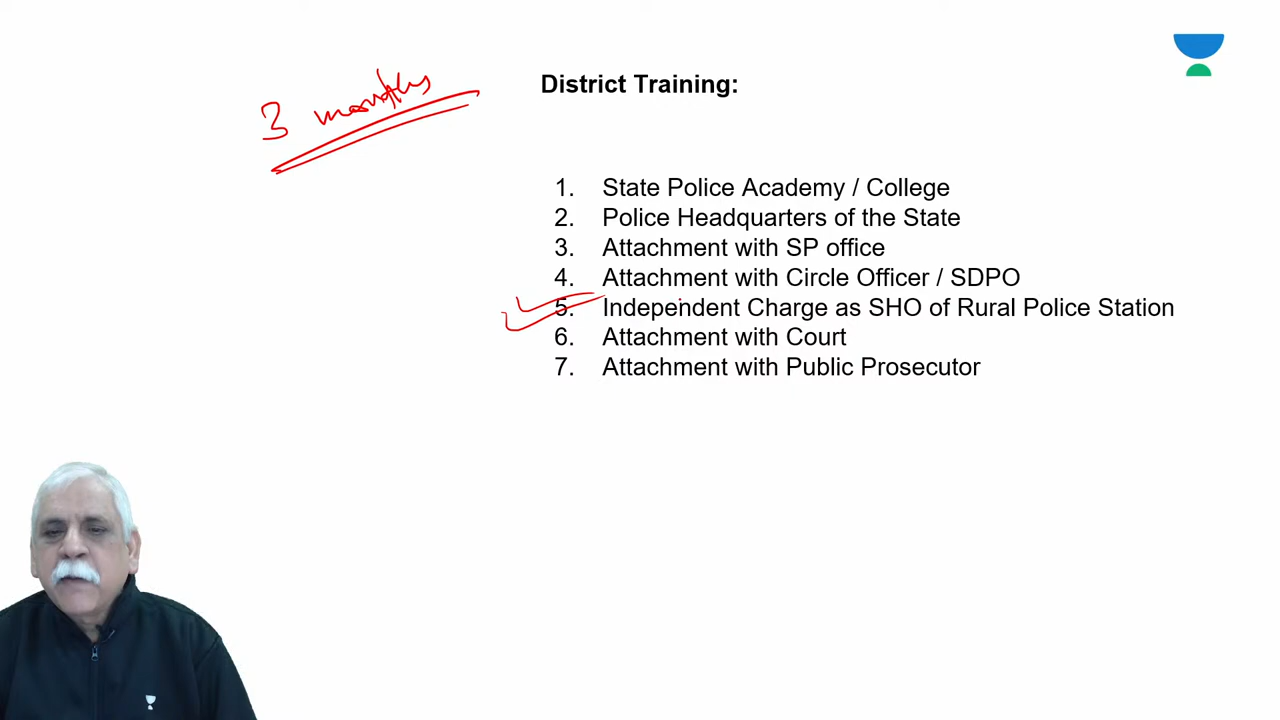 3 months
District Training:
1. State Police Academy / College
2. Police Headquarters of the State
3. Attachment with SP office
4. Attachment with Circle Officer / SDPO
5. Independent Charge as SHO of Rural Police Station
6. Attachment with Court
7. Attachment with Public Prosecutor